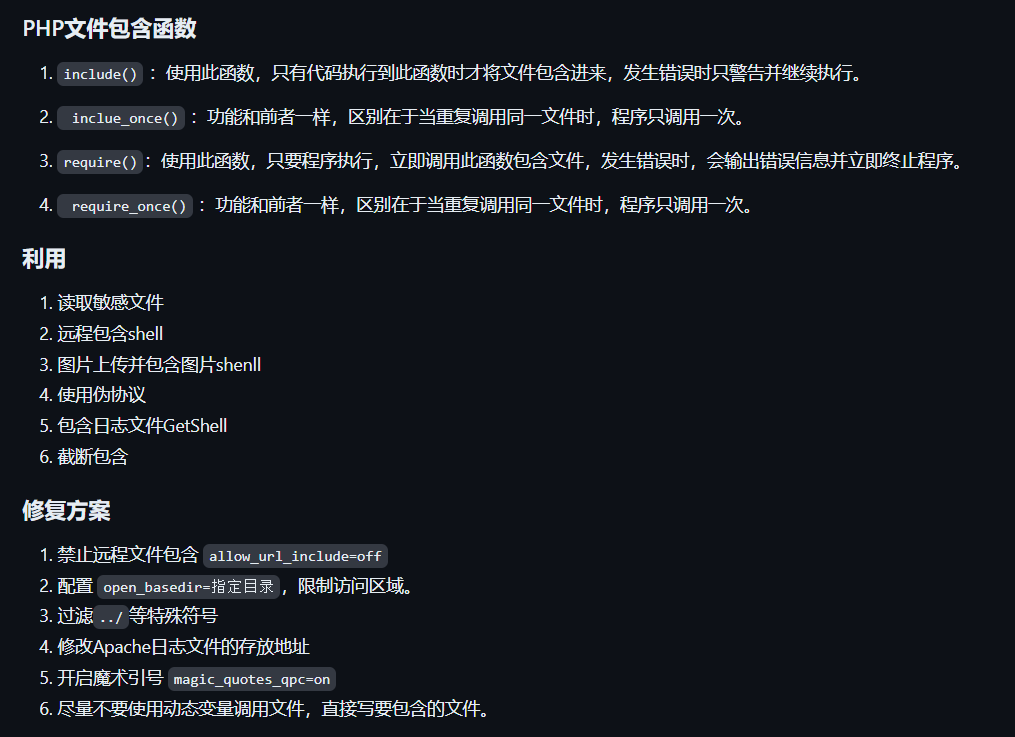 PHP文件包含函数
1. include() ：使用此函数，只有代码执行到此函数时才将文件包含进来，发生错误时只警告并继续执行。
2. inclue_once() ：功能和前者一样，区别在于当重复调用同一文件时，程序只调用一次。
3. require() ：使用此函数，只要程序执行，立即调用此函数包含文件，发生错误时，会输出错误信息并立即终止程序。
4. require_once() ：功能和前者一样，区别在于当重复调用同一文件时，程序只调用一次。
利用
1. 读取敏感文件
2. 远程包含shell
3. 图片上传并包含图片shenll
4. 使用伪协议
5. 包含日志文件GetShell
6. 截断包含
修复方案
1. 禁止远程文件包含 allow_url_include=off
2. 配置 open_basedir=指定目录，限制访问区域。
3. 过滤../等特殊符号
4. 修改Apache日志文件的存放地址
5. 开启魔术引号 magic_quotes_qpc=on
6. 尽量不要使用动态变量调用文件，直接写要包含的文件。